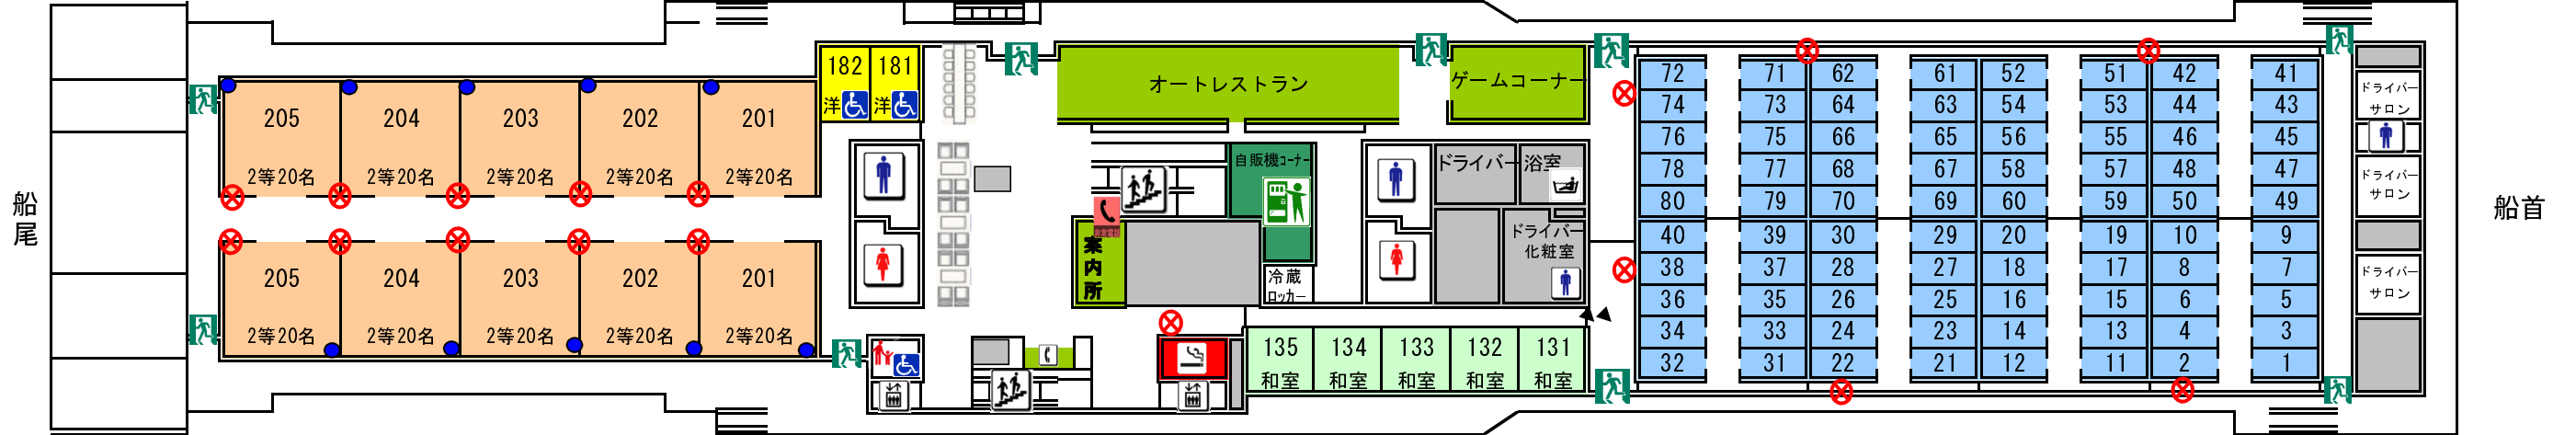 船尾
205
204
203
202
201
2等20名
2等20名
2等20名
2等20名
2等20名
205
204
203
202
201
2等20名
2等20名
2等20名
2等20名
2等20名
182
181
洋
洋
オートレストラン
ゲームコーナー
自販機コーナー
案内所
冷蔵
ロッカー
ドライバー
浴室
ドライバー
化粧室
135
134
133
132
131
和室
和室
和室
和室
和室
72 71 62 61 52 51 42 41
74 73 64 63 54 53 44 43
76 75 66 65 56 55 46 45
78 77 68 67 58 57 48 47
80 79 70 69 60 59 50 49
40 39 30 29 20 19 10 9
38 37 28 27 18 17 8 7
36 35 26 25 16 15 6 5
34 33 24 23 14 13 4 3
32 31 22 21 12 11 2 1
ドライバー
サロン
ドライバー
サロン
ドライバー
サロン
船首